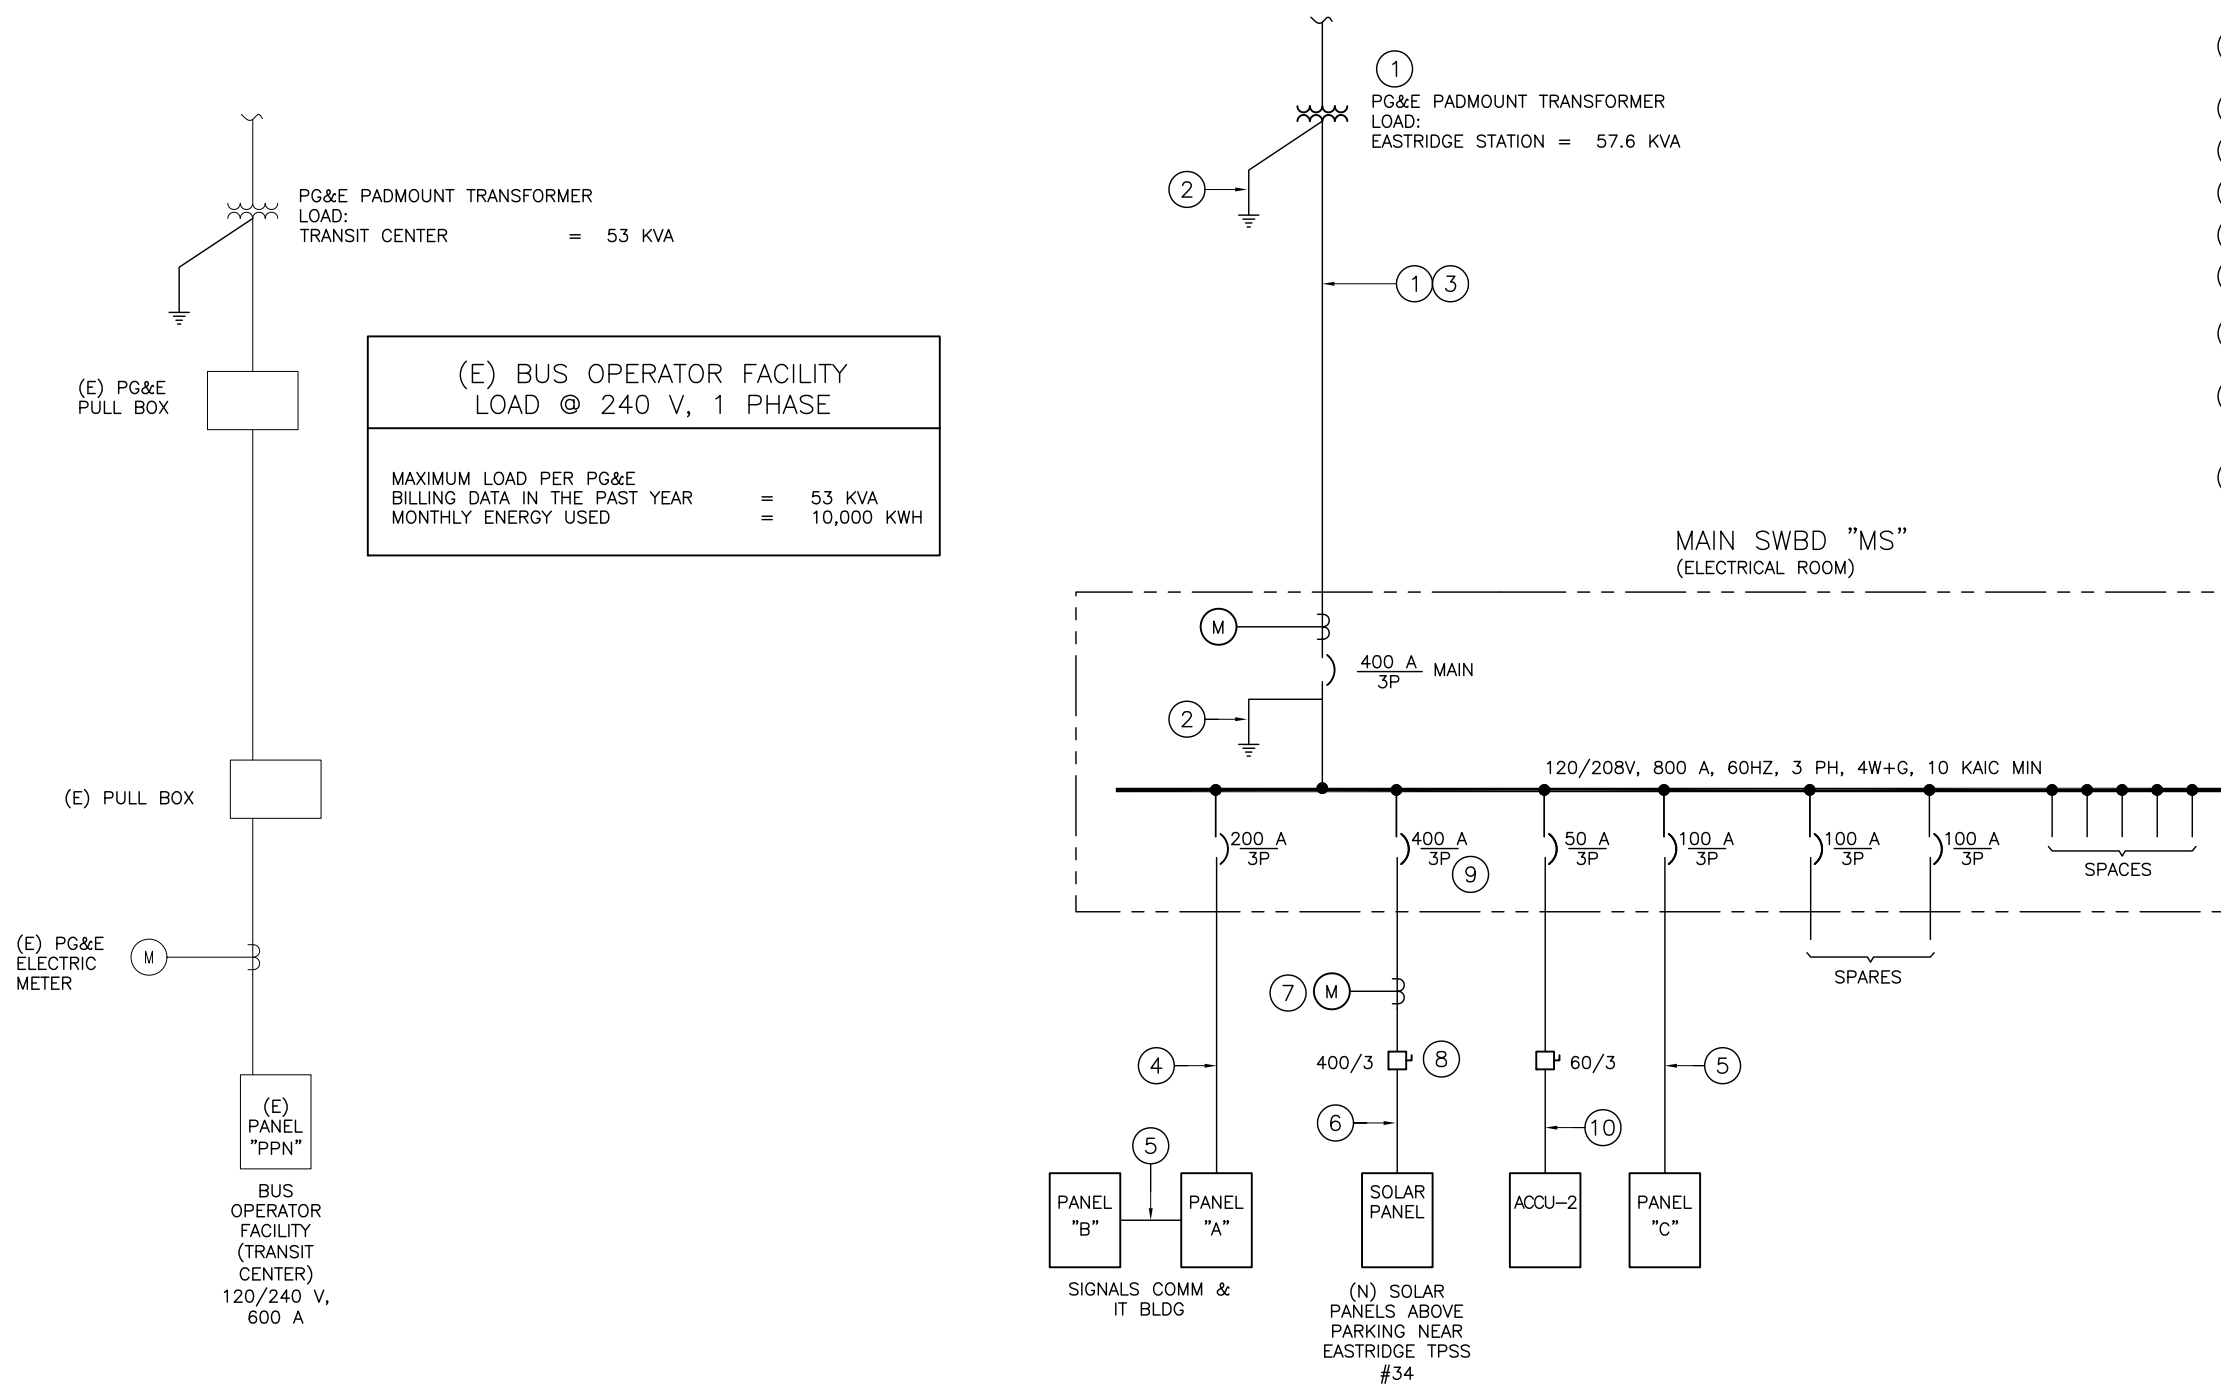 PG&E PADMOUNT TRANSFORMER
LOAD:
TRANSIT CENTER = 53 KVA
(E) PG&E
PULL BOX
(E) BUS OPERATOR FACILITY
LOAD @ 240 V, 1 PHASE
MAXIMUM LOAD PER PG&E
BILLING DATA IN THE PAST YEAR = 53 KVA
MONTHLY ENERGY USED = 10,000 KWH
(E) PULL BOX
(E) PG&E
ELECTRIC
METER
M
(E)
PANEL
"PPN"
BUS
OPERATOR
FACILITY
(TRANSIT
CENTER)
120/240 V,
600 A
1
PG&E PADMOUNT TRANSFORMER
LOAD:
EASTRIDGE STATION = 57.6 KVA
2
1 3
MAIN SWBD "MS"
(ELECTRICAL ROOM)
M
400 A
3P
MAIN
2
120/208V, 800 A, 60HZ, 3 PH, 4W+G, 10 KAIC MIN
200 A
3P
400 A
3P
9
50 A
3P
100 A
3P
100 A
3P
100 A
3P
SPACES
SPARES
7
M
4
400/3
8
60/3
5
6
10
5
PANEL
"B"
PANEL
"A"
SIGNALS COMM &
IT BLDG
SOLAR
PANEL
(N) SOLAR
PANELS ABOVE
PARKING NEAR
EASTRIDGE TPSS
#34
ACCU-2
PANEL
"C"